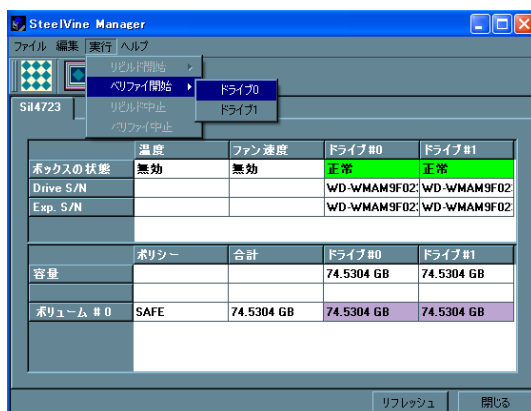 SteelVine Manager
ファイル 編集 実行 ヘルプ
リビルド開始
ベリファイ開始
リビルド中止
ベリファイ中止
ドライブ0
ドライブ1
SiI4723
温度 ファン速度 ドライブ#0 ドライブ#1
ボックスの状態 無効 無効 正常 正常
Drive S/N WD-WMAM9F02 WD-WMAM9F02
Exp. S/N WD-WMAM9F02 WD-WMAM9F02
ポリシー 合計 ドライブ#0 ドライブ#1
容量 74.5304 GB 74.5304 GB
ボリューム #0 SAFE 74.5304 GB 74.5304 GB 74.5304 GB
リフレッシュ 閉じる